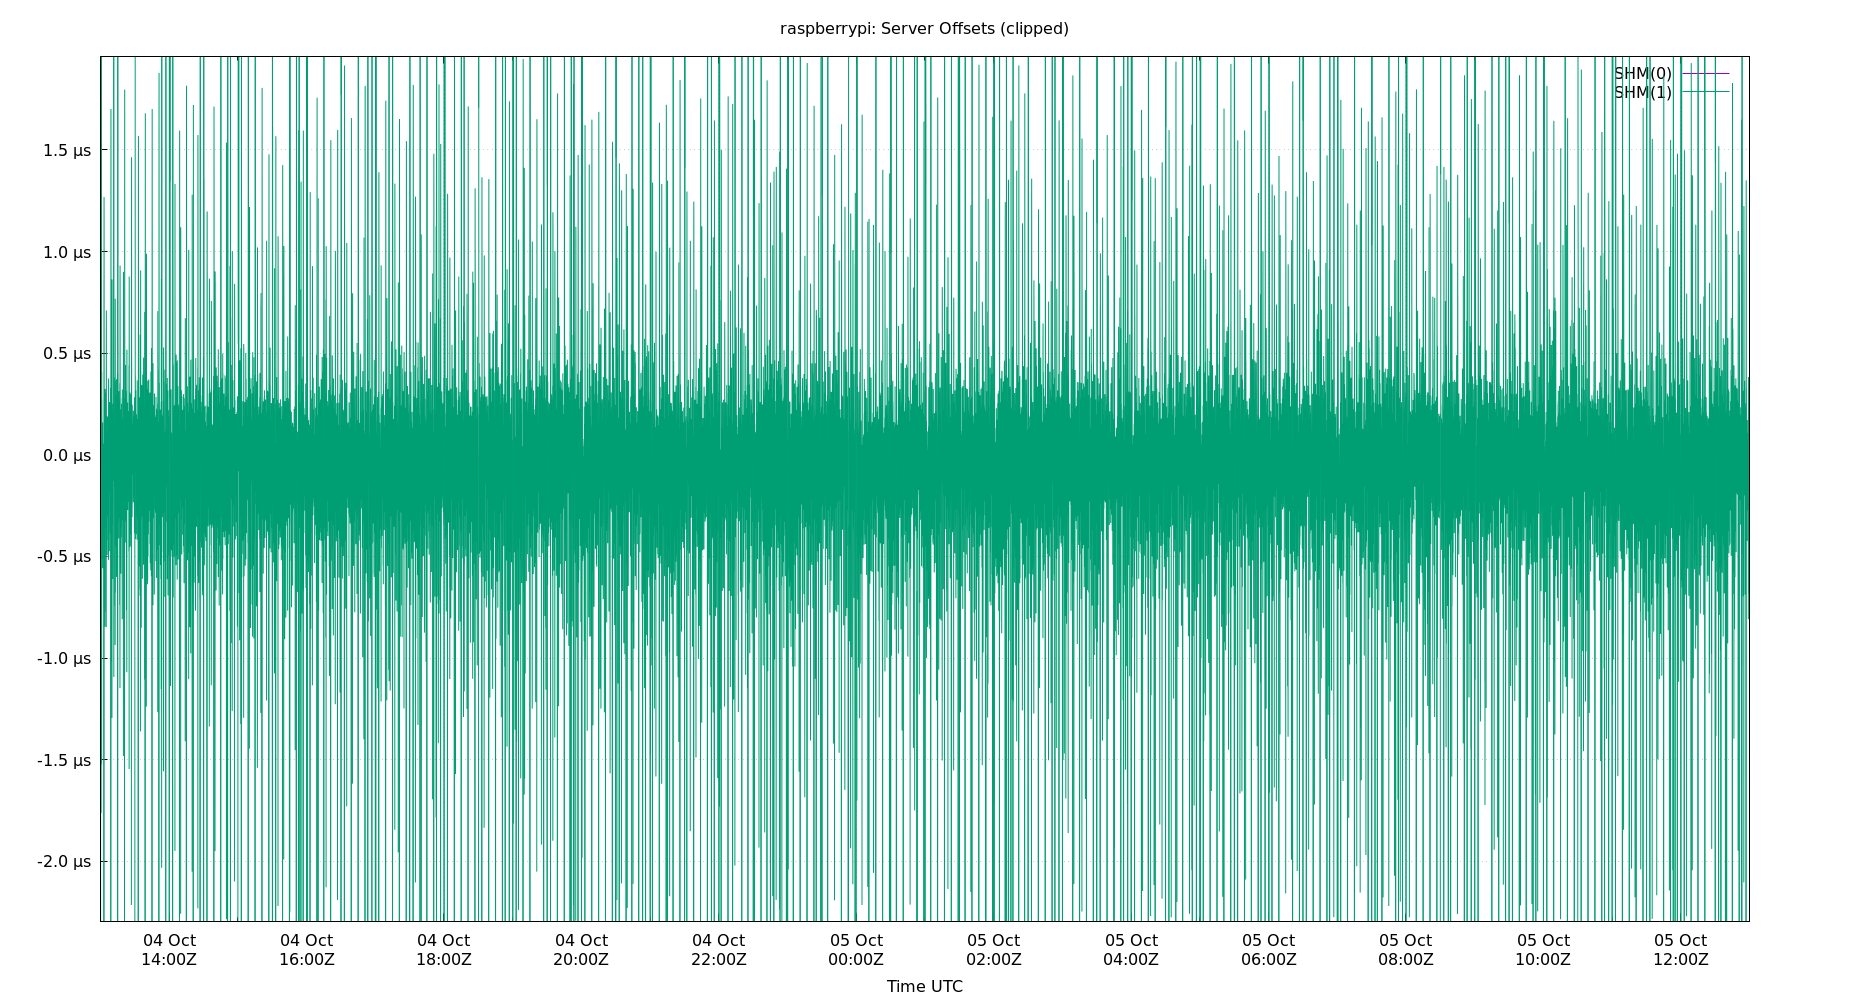 raspberrypi: Server Offsets (clipped)
SHM(0)
SHM(1)
1.5 µs
1.0 µs
0.5 µs
0.0 µs
-0.5 µs
-1.0 µs
-1.5 µs
-2.0 µs
04 Oct 04 Oct 04 Oct 04 Oct 04 Oct 05 Oct 05 Oct 05 Oct 05 Oct 05 Oct 05 Oct 05 Oct
14:00Z 16:00Z 18:00Z 20:00Z 22:00Z 00:00Z 02:00Z 04:00Z 06:00Z 08:00Z 10:00Z 12:00Z
Time UTC